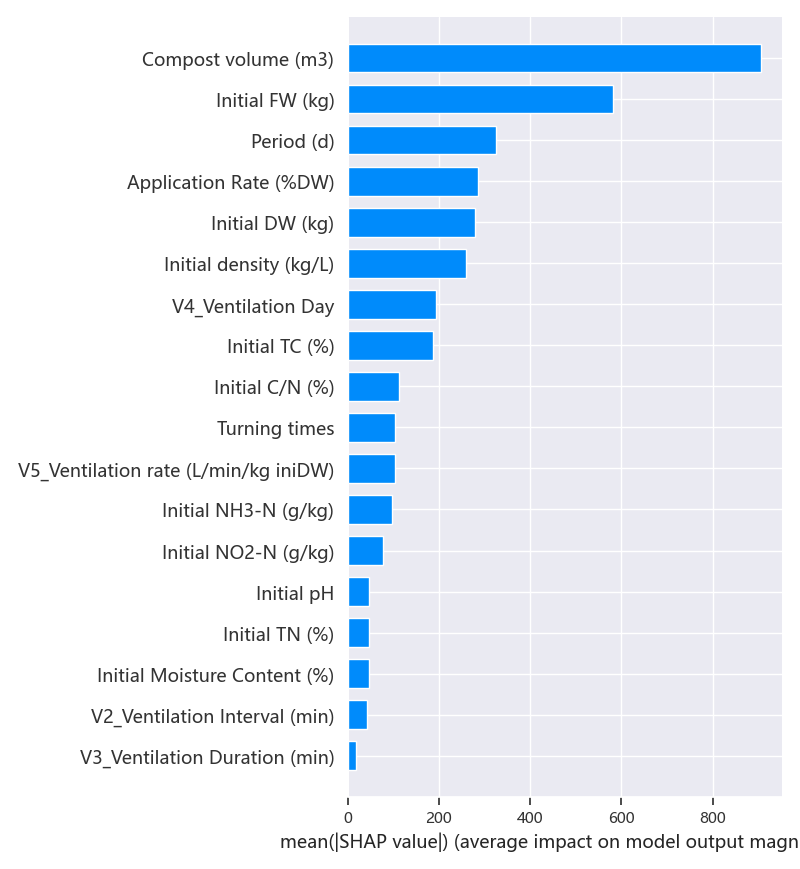 Compost volume (m3)
Initial FW (kg)
Period (d)
Application Rate (%DW)
Initial DW (kg)
Initial density (kg/L)
V4_Ventilation Day
Initial TC (%)
Initial C/N (%)
Turning times
V5_Ventilation rate (L/min/kg iniDW)
Initial NH3-N (g/kg)
Initial NO2-N (g/kg)
Initial pH
Initial TN (%)
Initial Moisture Content (%)
V2_Ventilation Interval (min)
V3_Ventilation Duration (min)
0 200 400 600 800
mean(|SHAP value|) (average impact on model output magn